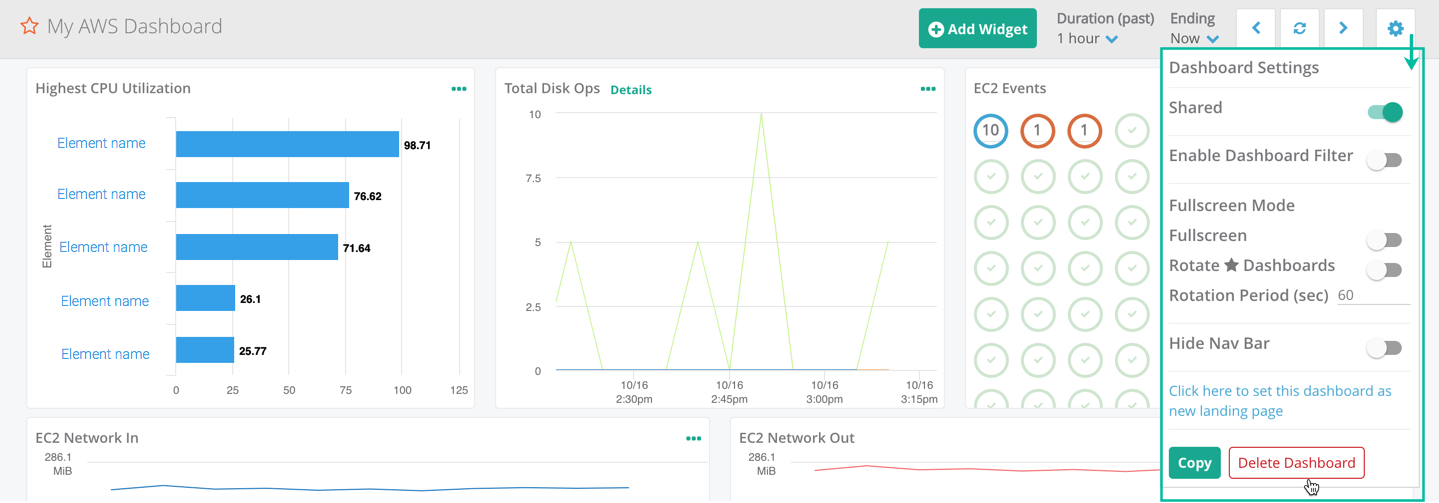 My AWS Dashboard
Add Widget
Duration (past)
1 hour
Ending
Now
Highest CPU Utilization
Element
Element name
98.71
Element name
76.62
Element name
71.64
Element name
26.1
Element name
25.77
0 25 50 75 100 125
Total Disk Ops Details
10
7.5
5
2.5
0
10/16
2:30pm
10/16
2:45pm
10/16
3:00pm
10/16
3:15pm
EC2 Events
10 1 1
Dashboard Settings
Shared
Enable Dashboard Filter
Fullscreen Mode
Fullscreen
Rotate ★ Dashboards
Rotation Period (sec) 60
Hide Nav Bar
Click here to set this dashboard as
new landing page
Copy Delete Dashboard
EC2 Network In
286.1
MiB
EC2 Network Out
286.1
MiB